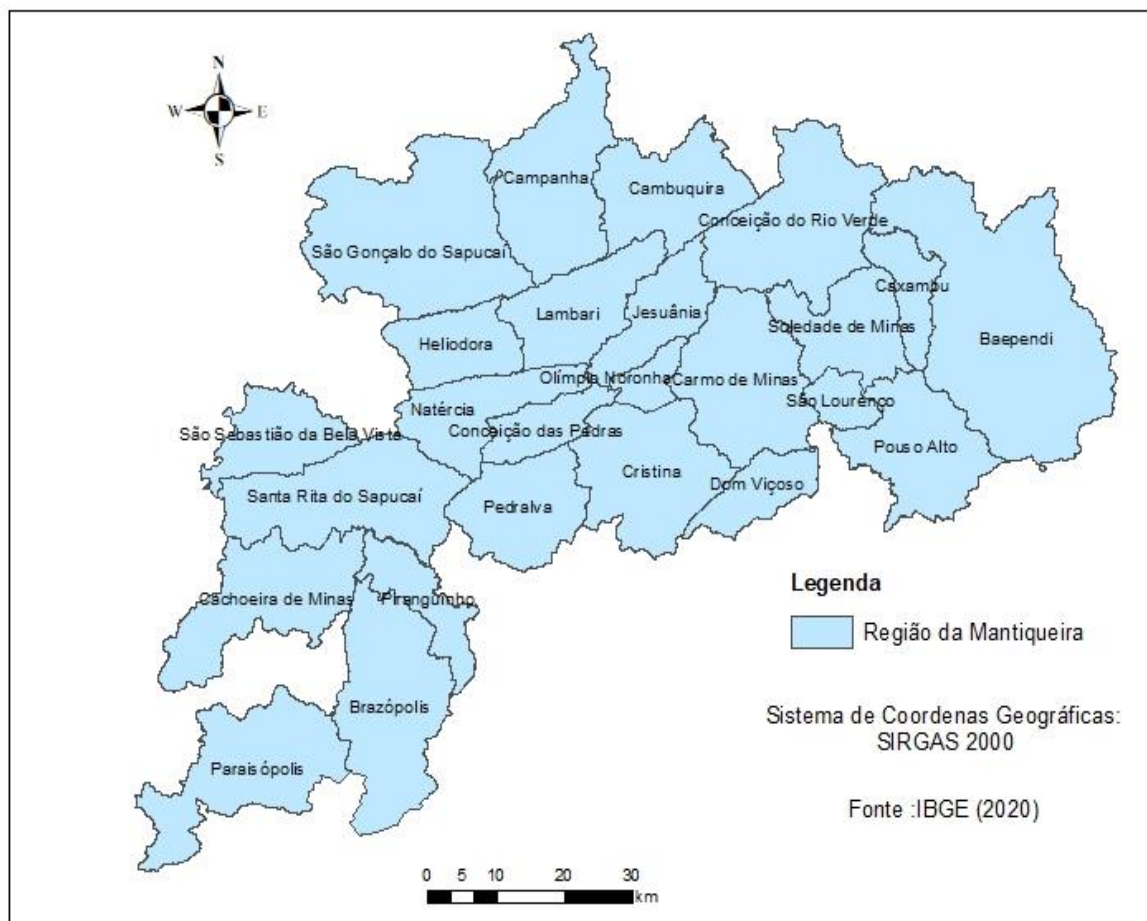 N
W E
S
Campanha
Cambuquira
Conceição do Rio Verde
São Gonçalo do Sapucaí
Caxambu
Lambari
Jesuânia
Soledade de Minas
Baependi
Heliodora
Olímpio Noronha
Carmo de Minas
São Lourenço
Natércia
Conceição das Pedras
São Sebastião da Bela Vista
Pouso Alto
Cristina
Dom Viçoso
Santa Rita do Sapucaí
Pedralva
Cachoeira de Minas
Piranguinho
Brazópolis
Paraisópolis
Legenda
Região da Mantiqueira
Sistema de Coordenas Geográficas:
SIRGAS 2000
Fonte :IBGE (2020)
0 5 10 20 30
km